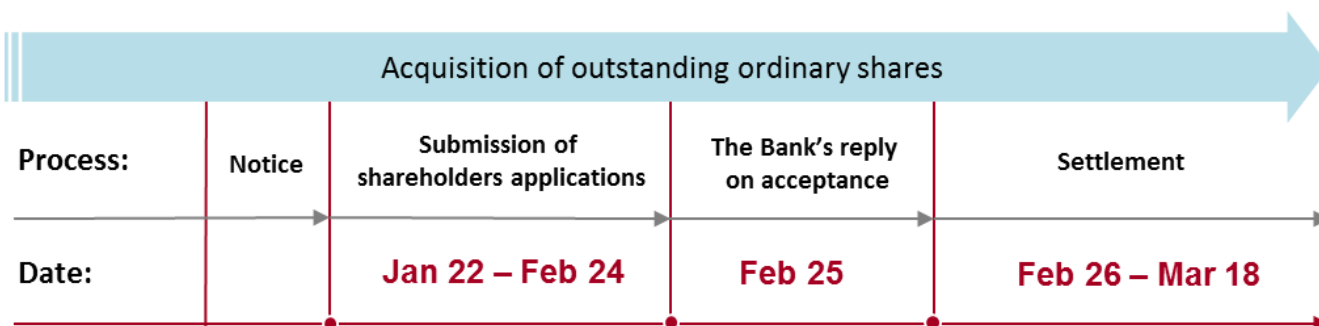 Acquisition of outstanding ordinary shares
Process:
Notice
Submission of
shareholders applications
The Bank's reply
on acceptance
Settlement
Date:
Jan 22 – Feb 24
Feb 25
Feb 26 – Mar 18